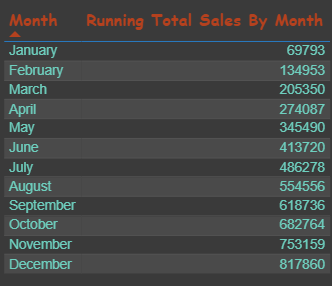 Month Running Total Sales By Month
January 69793
February 134953
March 205350
April 274087
May 345490
June 413720
July 486278
August 554556
September 618736
October 682764
November 753159
December 817860